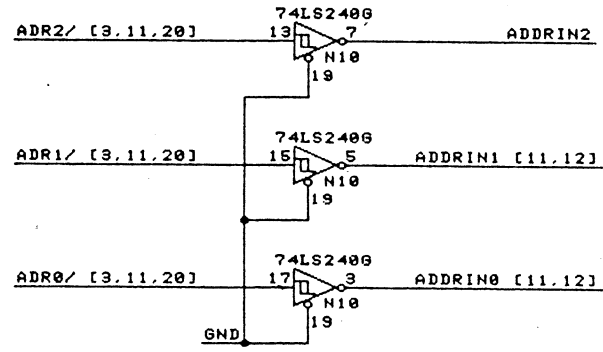 74LS240G
ADR2/ [3,11,20] 13 7 ADDRIN2
N10
19
74LS240G
ADR1/ [3,11,20] 15 5 ADDRIN1 [11,12]
N10
19
74LS240G
ADR0/ [3,11,20] 17 3 ADDRIN0 [11,12]
N10
19
GND